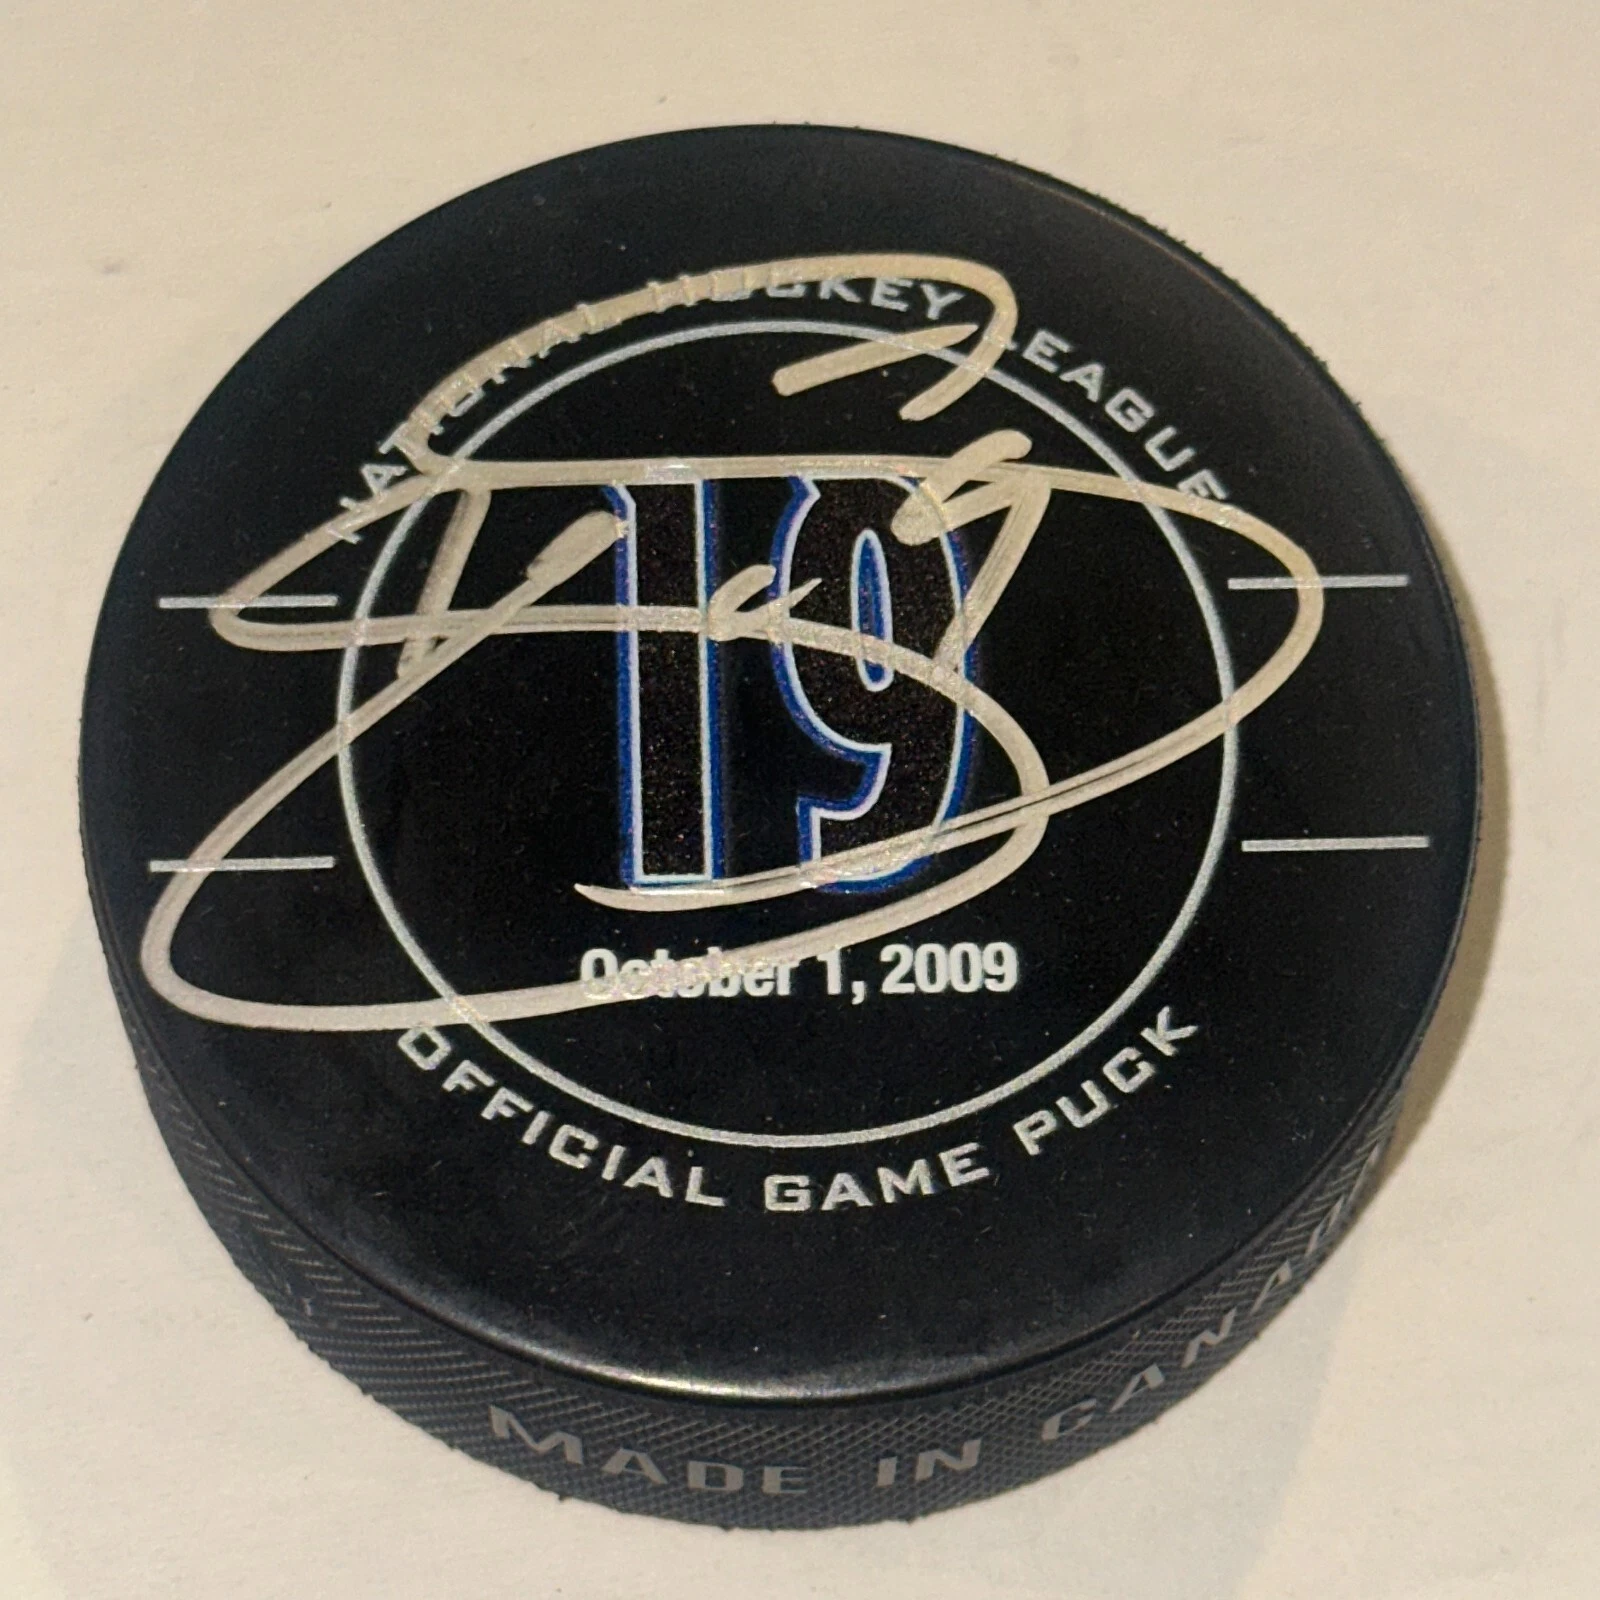 NATIONAL HOCKEY LEAGUE
19
October 1, 2009
OFFICIAL GAME PUCK
MADE IN CANADA